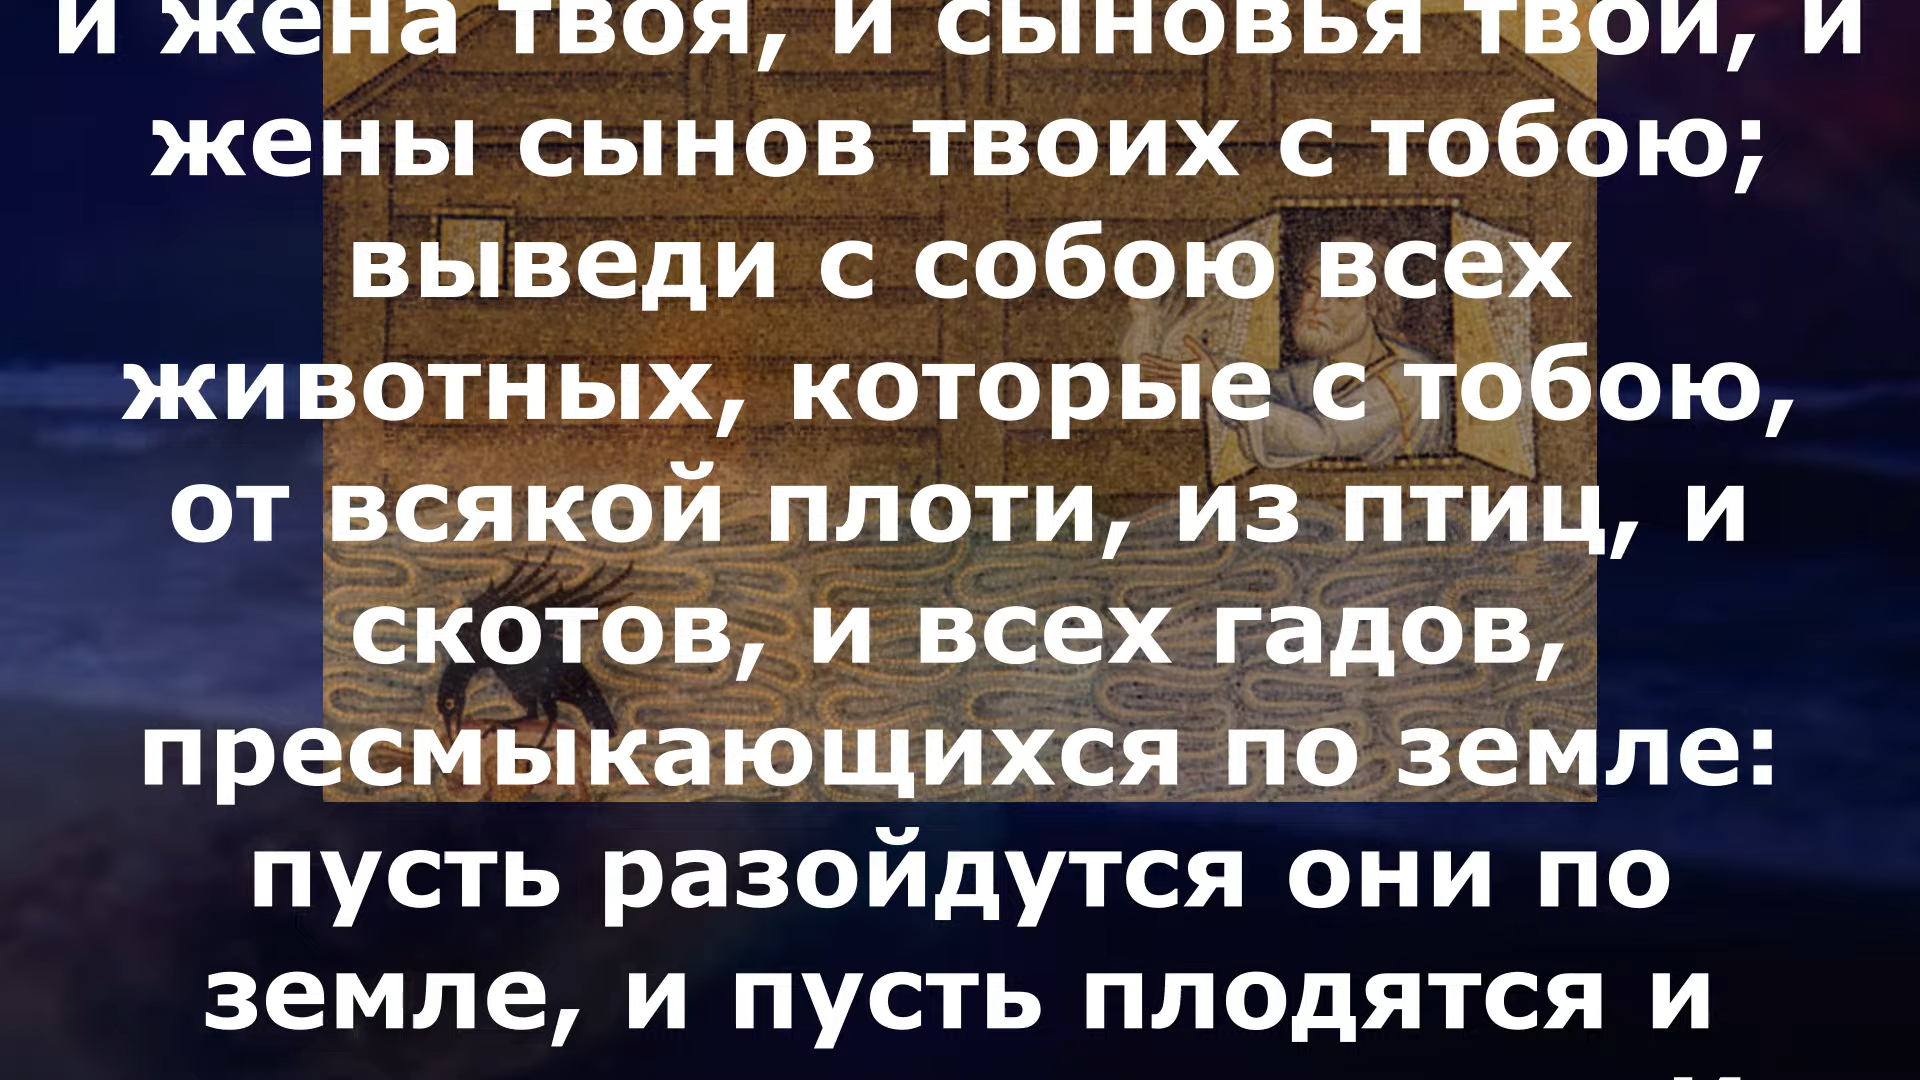 и жена твоя, и сыновья твои, и
жены сынов твоих с тобою;
выведи с собою всех
животных, которые с тобою,
от всякой плоти, из птиц, и
скотов, и всех гадов,
пресмыкающихся по земле:
пусть разойдутся они по
земле, и пусть плодятся и